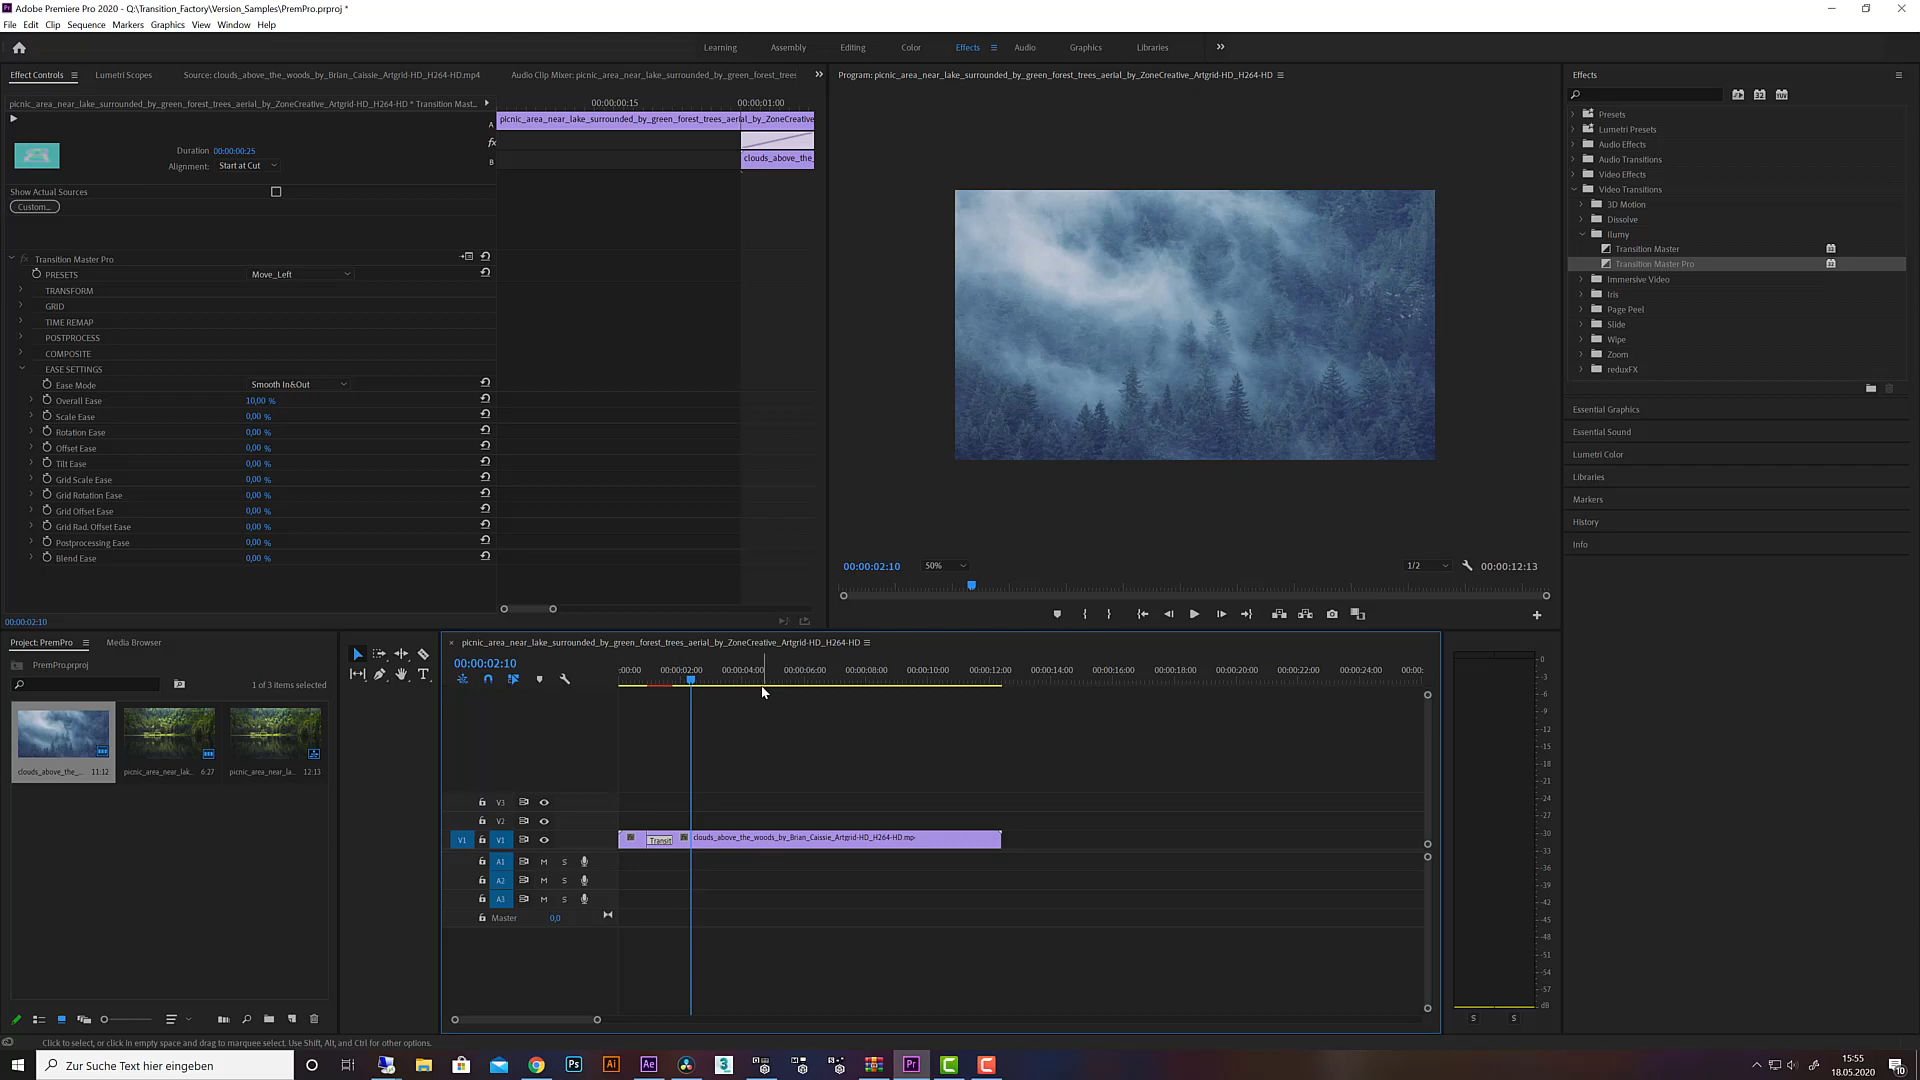 Adobe Premiere Pro 2020 - Q:\Transition_Factory\Version_Samples\PremPro.prproj *
File Edit Clip Sequence Markers Graphics View Window Help
Learning Assembly Editing Color Effects Audio Graphics Libraries
Effect Controls Lumetri Scopes Source: clouds_above_the_woods_by_Brian_Caissie_Artgrid-HD_H264-HD.mp4 Audio Clip Mixer: picnic_area_near_lake_surrounded_by_green_forest_trees
picnic_area_near_lake_surrounded_by_green_forest_trees_aerial_by_ZoneCreative_Artgrid-HD_H264-HD * Transition Mast...
00:00:00:15 00:00:01:00
A picnic_area_near_lake_surrounded_by_green_forest_trees_aerial_by_ZoneCreative
fx
B clouds_above_the_
Duration 00:00:00:25
Alignment: Start at Cut
Show Actual Sources
Custom...
fx Transition Master Pro
PRESETS Move_Left
TRANSFORM
GRID
TIME REMAP
POSTPROCESS
COMPOSITE
EASE SETTINGS
Ease Mode Smooth In&Out
Overall Ease 10,00 %
Scale Ease 0,00 %
Rotation Ease 0,00 %
Offset Ease 0,00 %
Tilt Ease 0,00 %
Grid Scale Ease 0,00 %
Grid Rotation Ease 0,00 %
Grid Offset Ease 0,00 %
Grid Rad. Offset Ease 0,00 %
Postprocessing Ease 0,00 %
Blend Ease 0,00 %
00:00:02:10
Program: picnic_area_near_lake_surrounded_by_green_forest_trees_aerial_by_ZoneCreative_Artgrid-HD_H264-HD
00:00:02:10 50% 1/2 00:00:12:13
Effects
Presets
Lumetri Presets
Audio Effects
Audio Transitions
Video Effects
Video Transitions
3D Motion
Dissolve
Ilumy
Transition Master
Transition Master Pro
Immersive Video
Iris
Page Peel
Slide
Wipe
Zoom
reduxFX
Essential Graphics
Essential Sound
Lumetri Color
Libraries
Markers
History
Info
Project: PremPro Media Browser
PremPro.prproj
1 of 3 items selected
clouds_above_the_... 11:12 picnic_area_near_lak... 6:27 picnic_area_near_la... 12:13
picnic_area_near_lake_surrounded_by_green_forest_trees_aerial_by_ZoneCreative_Artgrid-HD_H264-HD
00:00:02:10
:00:00 00:00:02:00 00:00:04:00 00:00:06:00 00:00:08:00 00:00:10:00 00:00:12:00 00:00:14:00 00:00:16:00 00:00:18:00 00:00:20:00 00:00:22:00 00:00:24:00 00:00:
V3
V2
V1 V1 Transit clouds_above_the_woods_by_Brian_Caissie_Artgrid-HD_H264-HD.mp
A1 M S
A2 M S
A3 M S
Master 0,0
0
-3
-6
-9
-12
-15
-18
-21
-24
-27
-30
-33
-36
-39
-42
-45
-48
-51
-54
-57
dB
S S
Click to select, or click in empty space and drag to marquee select. Use Shift, Alt, and Ctrl for other options.
Zur Suche Text hier eingeben
Ps Ai Ae 3 Pr
15:55
18.05.2020
10